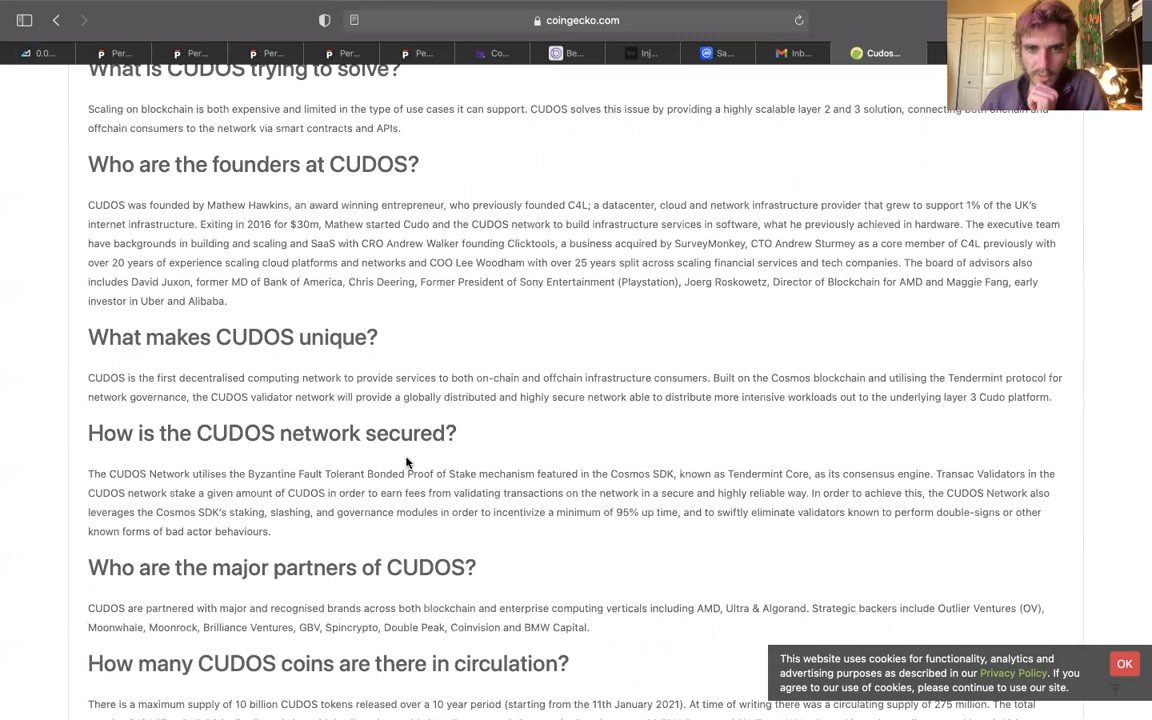 coingecko.com
0.0...
Per...
Per...
Per...
Per...
Pe...
Co...
Be...
Inj...
Sa...
Inb...
Cudos...
What is CUDOS trying to solve?
Scaling on blockchain is both expensive and limited in the type of use cases it can support. CUDOS solves this issue by providing a highly scalable layer 2 and 3 solution, connecting both onchain and
offchain consumers to the network via smart contracts and APIs.
Who are the founders at CUDOS?
CUDOS was founded by Mathew Hawkins, an award winning entrepreneur, who previously founded C4L; a datacenter, cloud and network infrastructure provider that grew to support 1% of the UK's
internet infrastructure. Exiting in 2016 for $30m, Mathew started Cudo and the CUDOS network to build infrastructure services in software, what he previously achieved in hardware. The executive team
have backgrounds in building and scaling and SaaS with CRO Andrew Walker founding Clicktools, a business acquired by SurveyMonkey, CTO Andrew Sturmey as a core member of C4L previously with
over 20 years of experience scaling cloud platforms and networks and COO Lee Woodham with over 25 years split across scaling financial services and tech companies. The board of advisors also
includes David Juxon, former MD of Bank of America, Chris Deering, Former President of Sony Entertainment (Playstation), Joerg Roskowetz, Director of Blockchain for AMD and Maggie Fang, early
investor in Uber and Alibaba.
What makes CUDOS unique?
CUDOS is the first decentralised computing network to provide services to both on-chain and offchain infrastructure consumers. Built on the Cosmos blockchain and utilising the Tendermint protocol for
network governance, the CUDOS validator network will provide a globally distributed and highly secure network able to distribute more intensive workloads out to the underlying layer 3 Cudo platform.
How is the CUDOS network secured?
The CUDOS Network utilises the Byzantine Fault Tolerant Bonded Proof of Stake mechanism featured in the Cosmos SDK, known as Tendermint Core, as its consensus engine. Transac Validators in the
CUDOS network stake a given amount of CUDOS in order to earn fees from validating transactions on the network in a secure and highly reliable way. In order to achieve this, the CUDOS Network also
leverages the Cosmos SDK's staking, slashing, and governance modules in order to incentivize a minimum of 95% up time, and to swiftly eliminate validators known to perform double-signs or other
known forms of bad actor behaviours.
Who are the major partners of CUDOS?
CUDOS are partnered with major and recognised brands across both blockchain and enterprise computing verticals including AMD, Ultra & Algorand. Strategic backers include Outlier Ventures (OV),
Moonwhale, Moonrock, Brilliance Ventures, GBV, Spincrypto, Double Peak, Coinvision and BMW Capital.
How many CUDOS coins are there in circulation?
There is a maximum supply of 10 billion CUDOS tokens released over a 10 year period (starting from the 11th January 2021). At time of writing there was a circulating supply of 275 million. The total
This website uses cookies for functionality, analytics and
advertising purposes as described in our Privacy Policy. If you
agree to our use of cookies, please continue to use our site.
OK